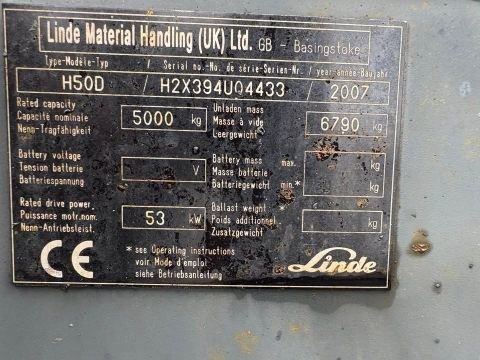 Linde Material Handling (UK) Ltd. GB - Basingstoke
Type-Modèle-Typ / Serial no.-No. de série-Serien-Nr. / year-année-Baujahr
H50D / H2X394U04433 / 2007
Rated capacity
Capacité nominale
Nenn-Tragfähigkeit
5000 kg
Unladen mass
Masse à vide
Leergewicht
6790 kg
Battery voltage
Tension batterie
Batteriespannung
V
Battery mass max.
Masse batterie
Batteriegewicht min.*
kg
kg
Rated drive power
Puissance motr.nom.
Nenn-Antriebsleist.
53 kW
Ballast weight *
Poids additionnel
Zusatzgewicht
kg
* see Operating instructions
voir Mode d'emploi
siehe Betriebsanleitung
CE
Linde